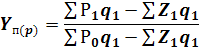 Yп(p) = (∑ P₁q₁ − ∑ Z₁q₁) / (∑ P₀q₁ − ∑ Z₁q₁)